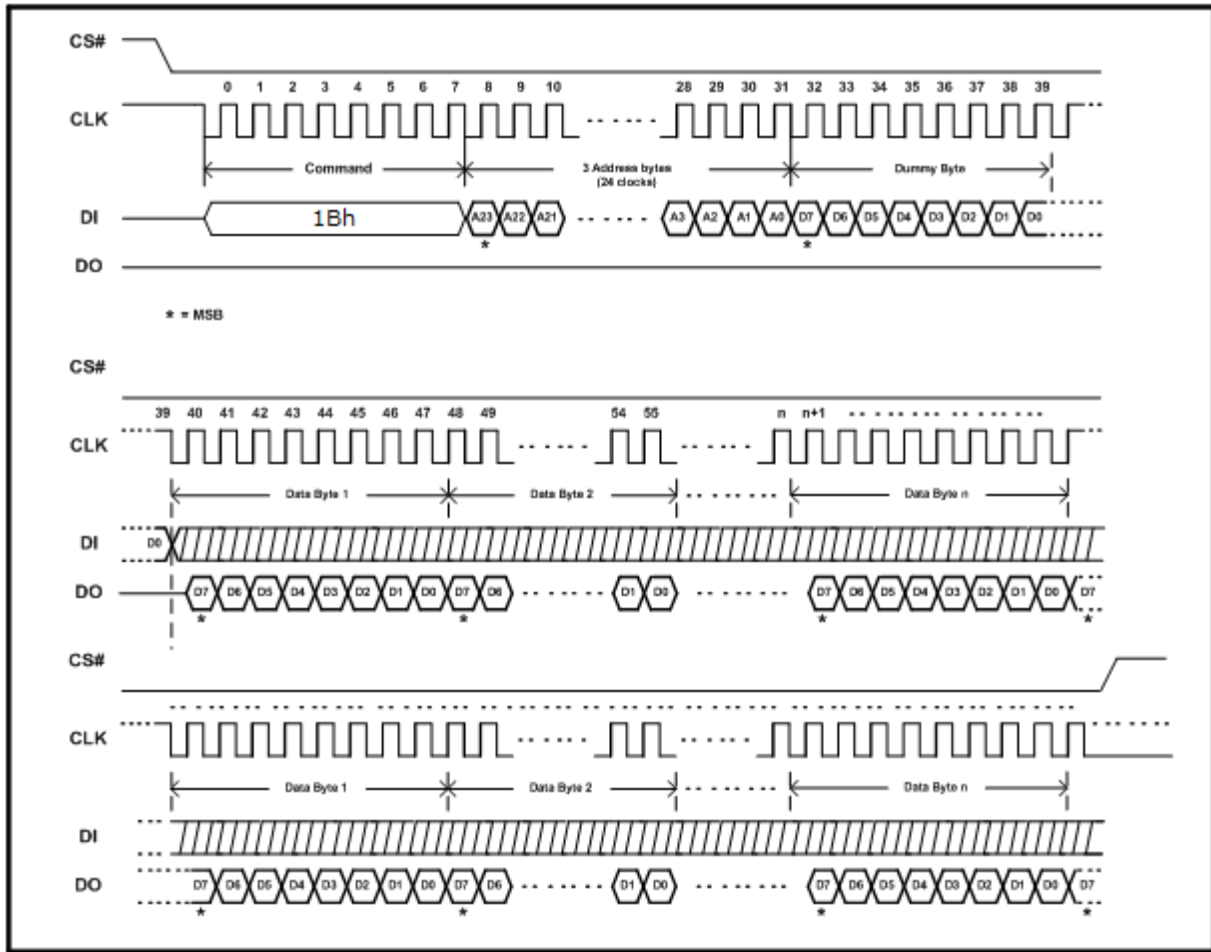 CS#
0 1 2 3 4 5 6 7 8 9 10 28 29 30 31 32 33 34 35 36 37 38 39
CLK
Command 3 Address bytes (24 clocks) Dummy Byte
DI 1Bh A23 A22 A21 A3 A2 A1 A0 D7 D6 D5 D4 D3 D2 D1 D0
* *
DO
* = MSB
CS#
39 40 41 42 43 44 45 46 47 48 49 54 55 n n+1
CLK
Data Byte 1 Data Byte 2 Data Byte n
DI D0
DO D7 D6 D5 D4 D3 D2 D1 D0 D7 D6 D1 D0 D7 D6 D5 D4 D3 D2 D1 D0 D7
* * * *
CS#
CLK
Data Byte 1 Data Byte 2 Data Byte n
DI
DO D7 D6 D5 D4 D3 D2 D1 D0 D7 D6 D1 D0 D7 D6 D5 D4 D3 D2 D1 D0 D7
* * * *